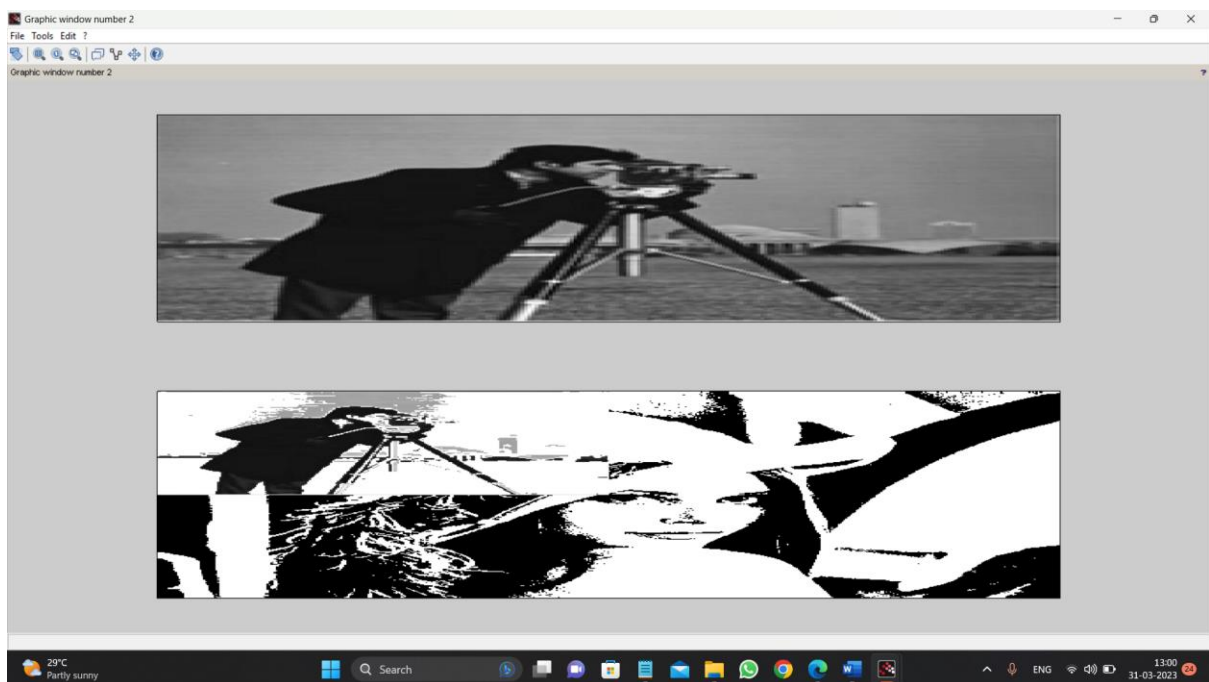 Graphic window number 2
File Tools Edit ?
Graphic window number 2
?
29°C
Partly sunny
Search
ENG
13:00
31-03-2023
24